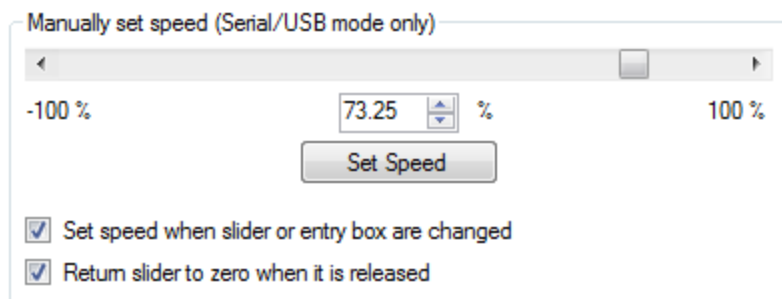 Manually set speed (Serial/USB mode only)
-100 % 73.25 % 100 %
Set Speed
Set speed when slider or entry box are changed
Return slider to zero when it is released